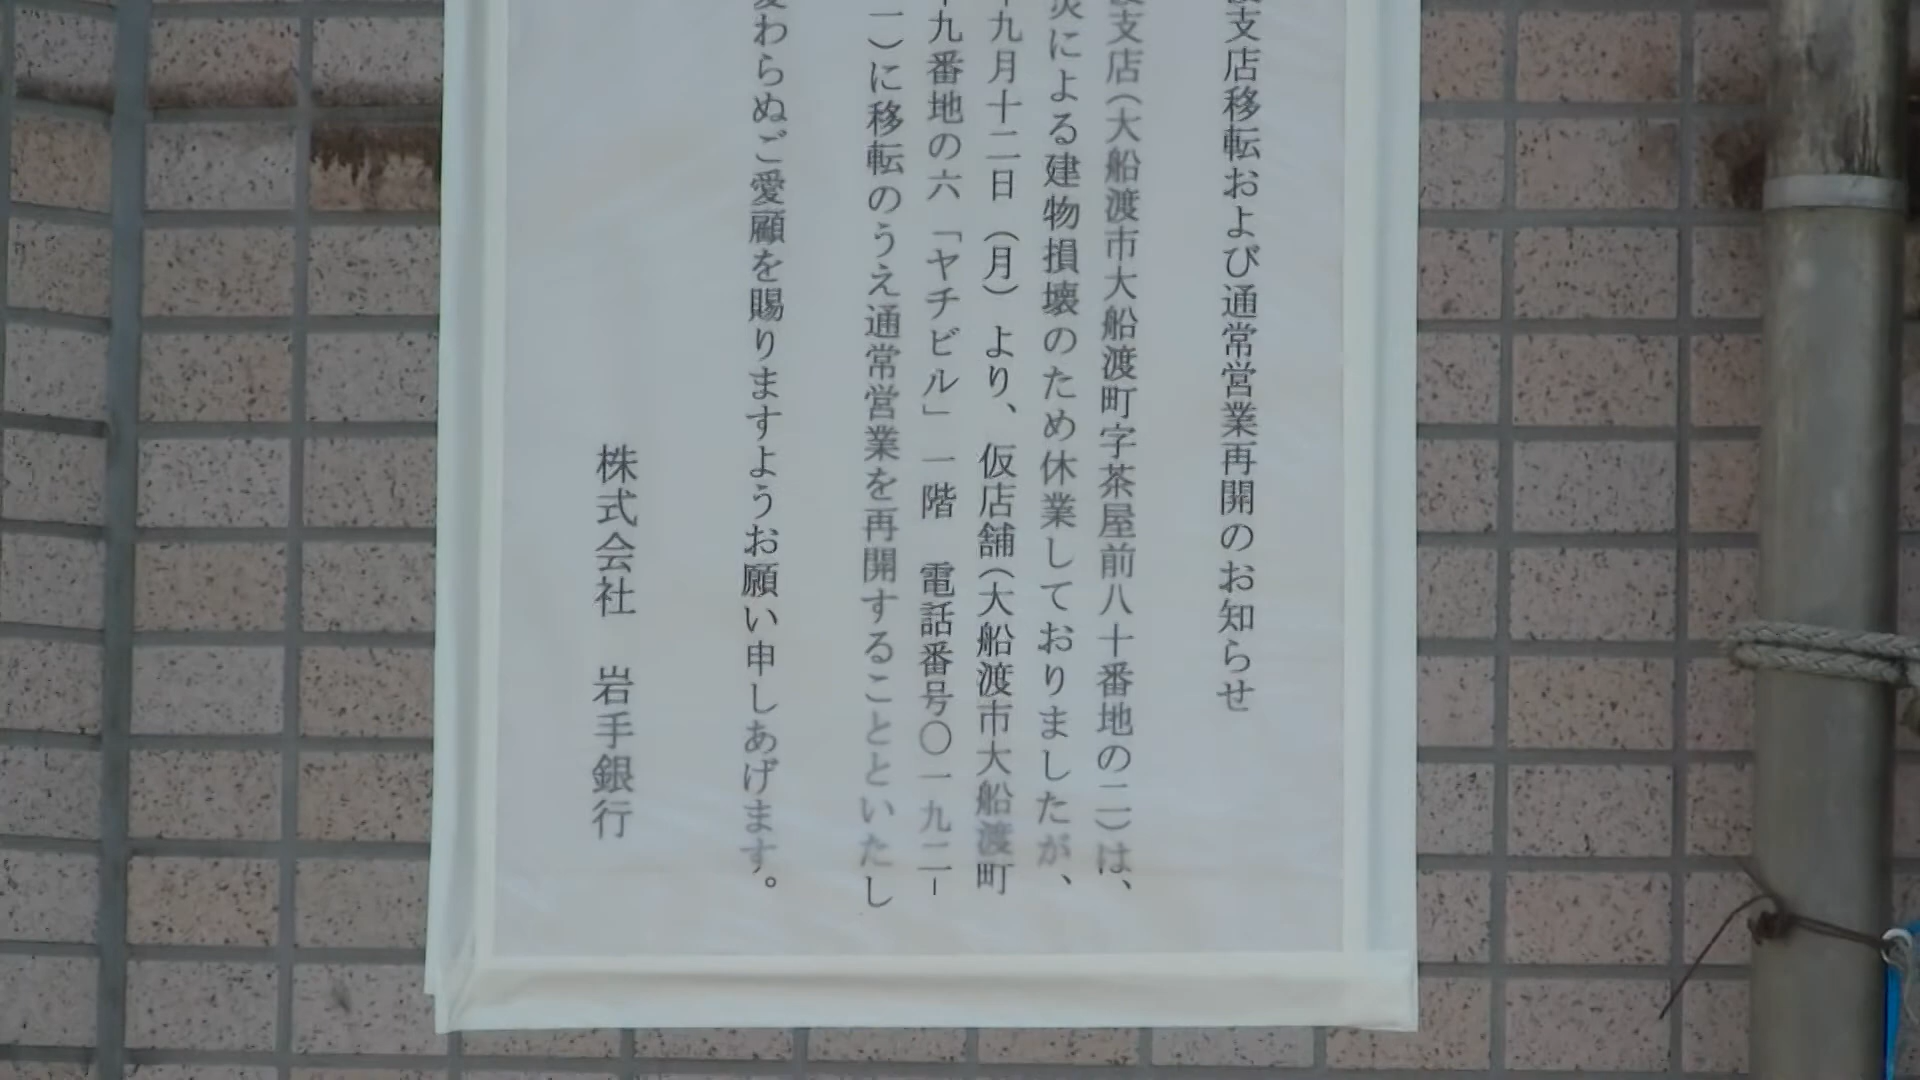 支店移転および通常営業再開のお知らせ
支店(大船渡市大船渡町字茶屋前八十番地の二)は、
災による建物損壊のため休業しておりましたが、
九月十二日(月)より、仮店舗(大船渡市大船渡町
九番地の六「ヤチビル」一階　電話番号〇一九二-
一)に移転のうえ通常営業を再開することといたし
変わらぬご愛顧を賜りますようお願い申しあげます。
株式会社　岩手銀行